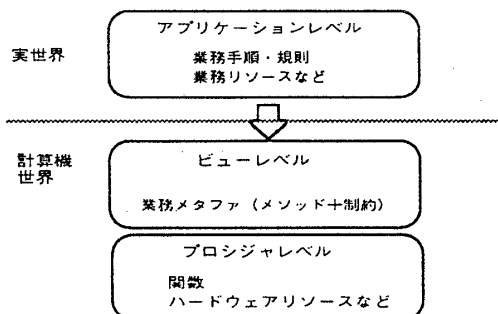 アプリケーションレベル
実世界
業務手順・規則
業務リソースなど
計算機
世界
ビューレベル
業務メタファ（メソッド＋制約）
プロシジャレベル
関数
ハードウェアリソースなど